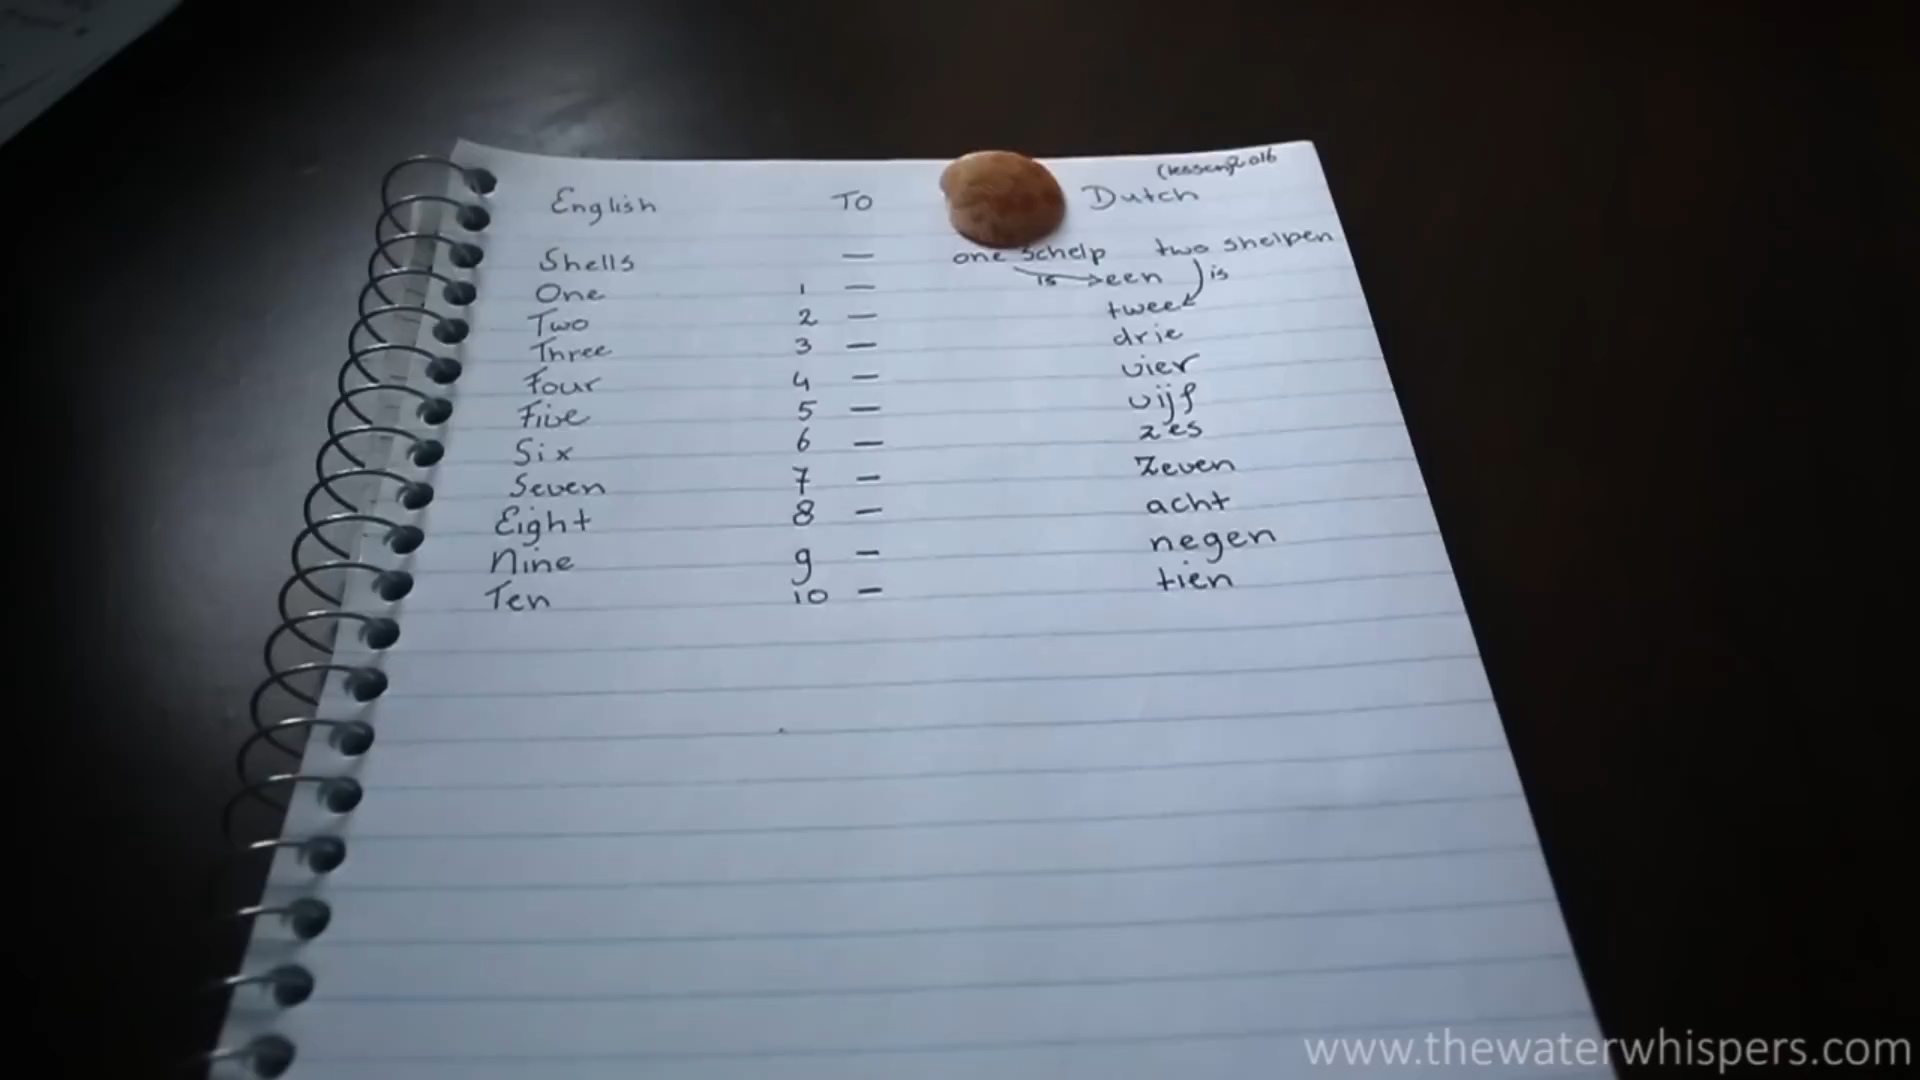 2016
English TO Dutch
Shells — one schelp two shelpen
One 1 — is een is
Two 2 — twee
Three 3 — drie
Four 4 — vier
Five 5 — vijf
Six 6 — zes
Seven 7 — Zeven
Eight 8 — acht
Nine 9 — negen
Ten 10 — tien
www.thewaterwhispers.com